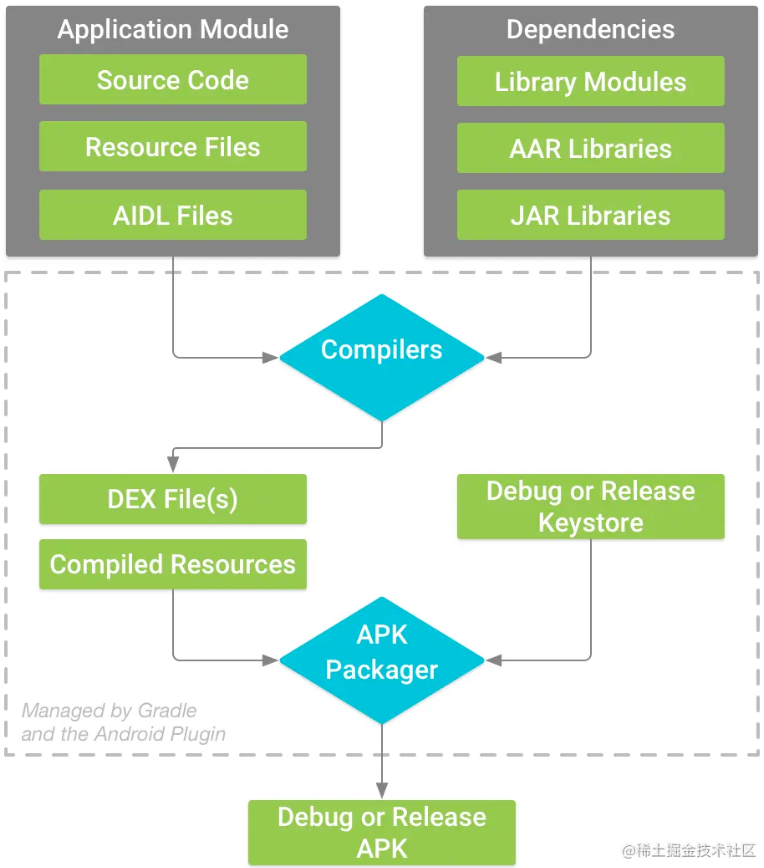 Application Module
Source Code
Resource Files
AIDL Files
Dependencies
Library Modules
AAR Libraries
JAR Libraries
Compilers
DEX File(s)
Compiled Resources
Debug or Release
Keystore
APK
Packager
Managed by Gradle
and the Android Plugin
Debug or Release
APK
@稀土掘金技术社区